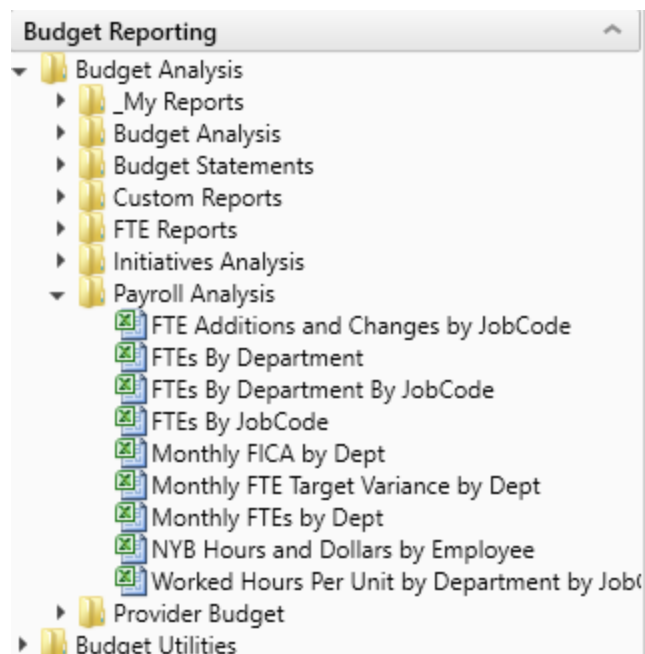 Budget Reporting
Budget Analysis
_My Reports
Budget Analysis
Budget Statements
Custom Reports
FTE Reports
Initiatives Analysis
Payroll Analysis
FTE Additions and Changes by JobCode
FTEs By Department
FTEs By Department By JobCode
FTEs By JobCode
Monthly FICA by Dept
Monthly FTE Target Variance by Dept
Monthly FTEs by Dept
NYB Hours and Dollars by Employee
Worked Hours Per Unit by Department by Job
Provider Budget
Budget Utilities